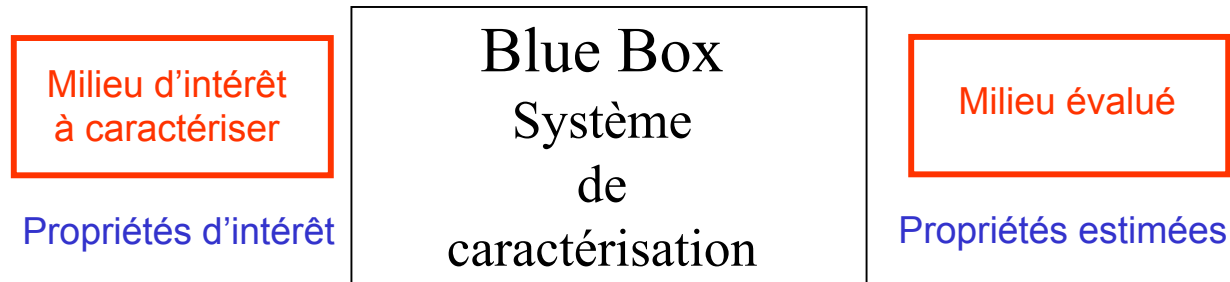 Milieu d'intérêt
à caractériser
Propriétés d'intérêt
Blue Box
Système
de
caractérisation
Milieu évalué
Propriétés estimées